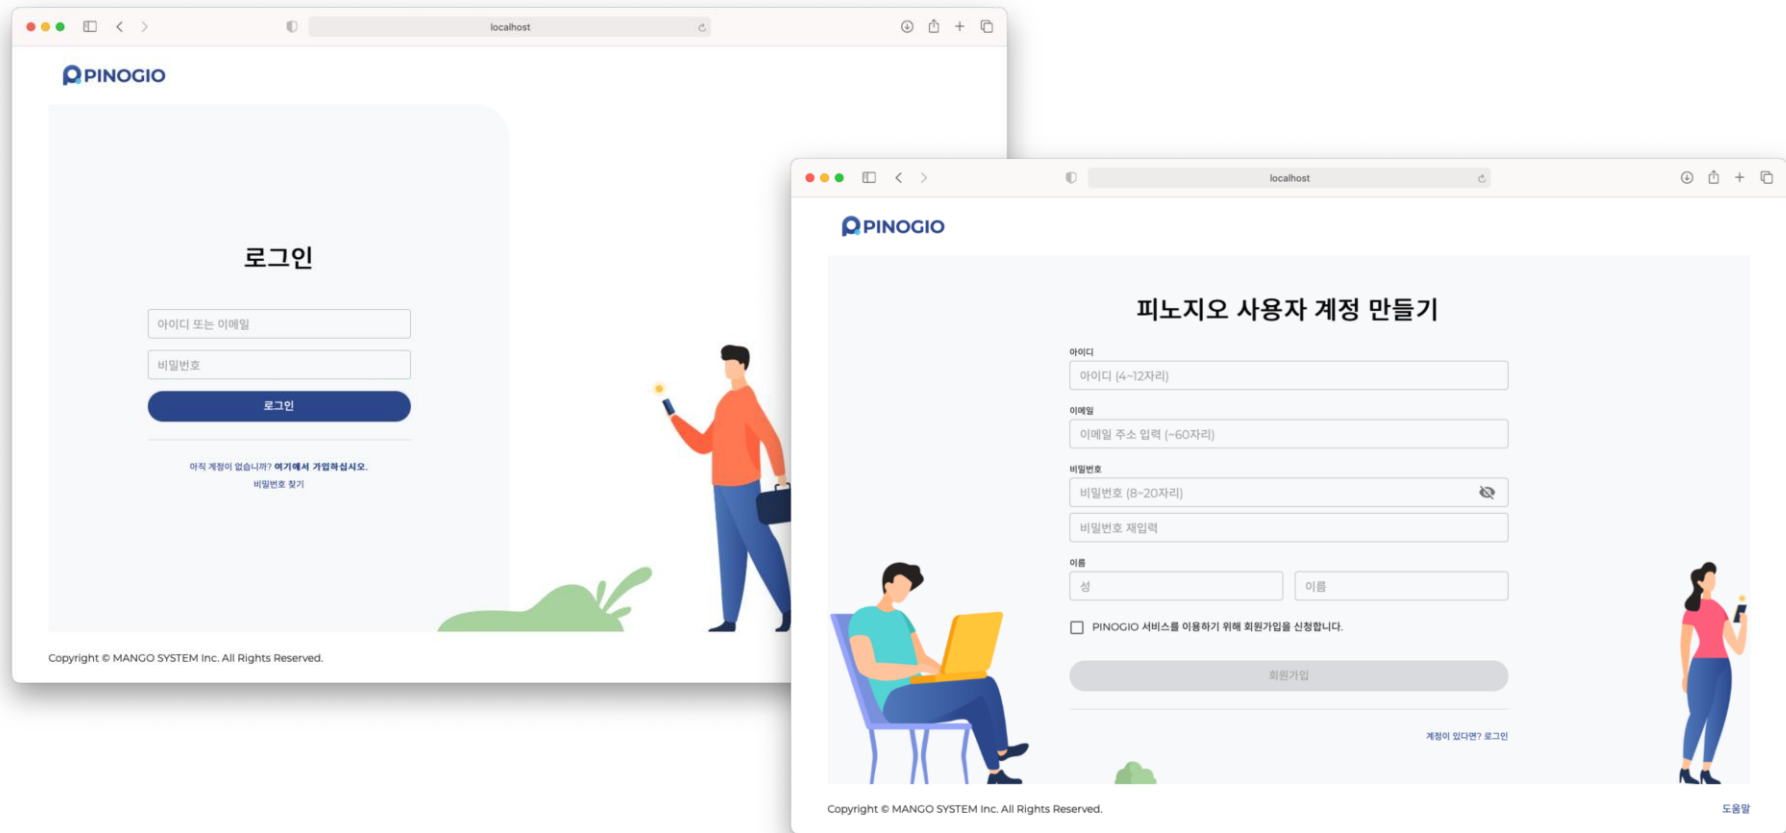 localhost
PINOGIO
로그인
아이디 또는 이메일
비밀번호
로그인
아직 계정이 없습니까? 여기에서 가입하십시오.
비밀번호 찾기
Copyright © MANGO SYSTEM Inc. All Rights Reserved.
localhost
PINOGIO
피노지오 사용자 계정 만들기
아이디
아이디 (4~12자리)
이메일
이메일 주소 입력 (~60자리)
비밀번호
비밀번호 (8~20자리)
비밀번호 재입력
이름
성 이름
PINOGIO 서비스를 이용하기 위해 회원가입을 신청합니다.
회원가입
계정이 있다면? 로그인
Copyright © MANGO SYSTEM Inc. All Rights Reserved. 도움말